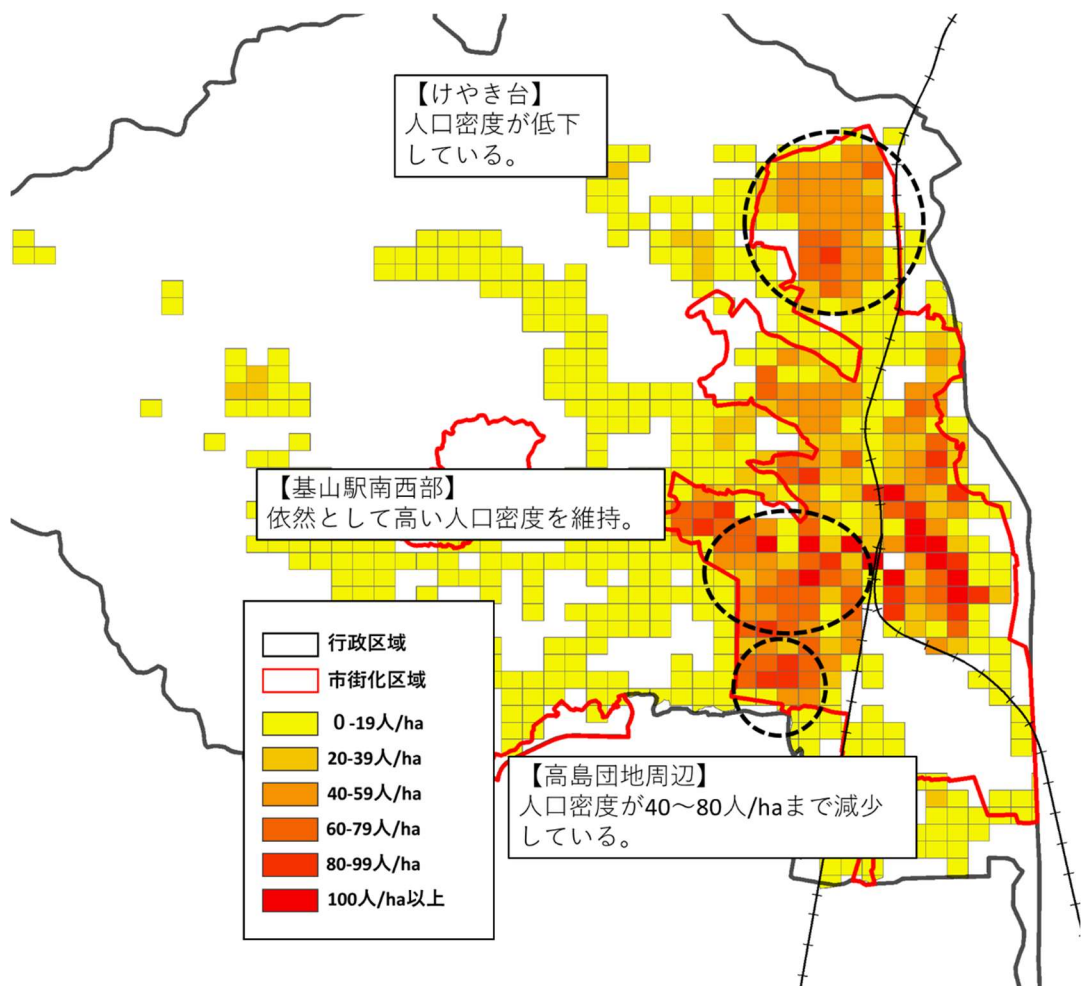 【けやき台】
人口密度が低下
している。
【基山駅南西部】
依然として高い人口密度を維持。
行政区域
市街化区域
0-19人/ha
20-39人/ha
40-59人/ha
60-79人/ha
80-99人/ha
100人/ha以上
【高島団地周辺】
人口密度が40～80人/haまで減少
している。